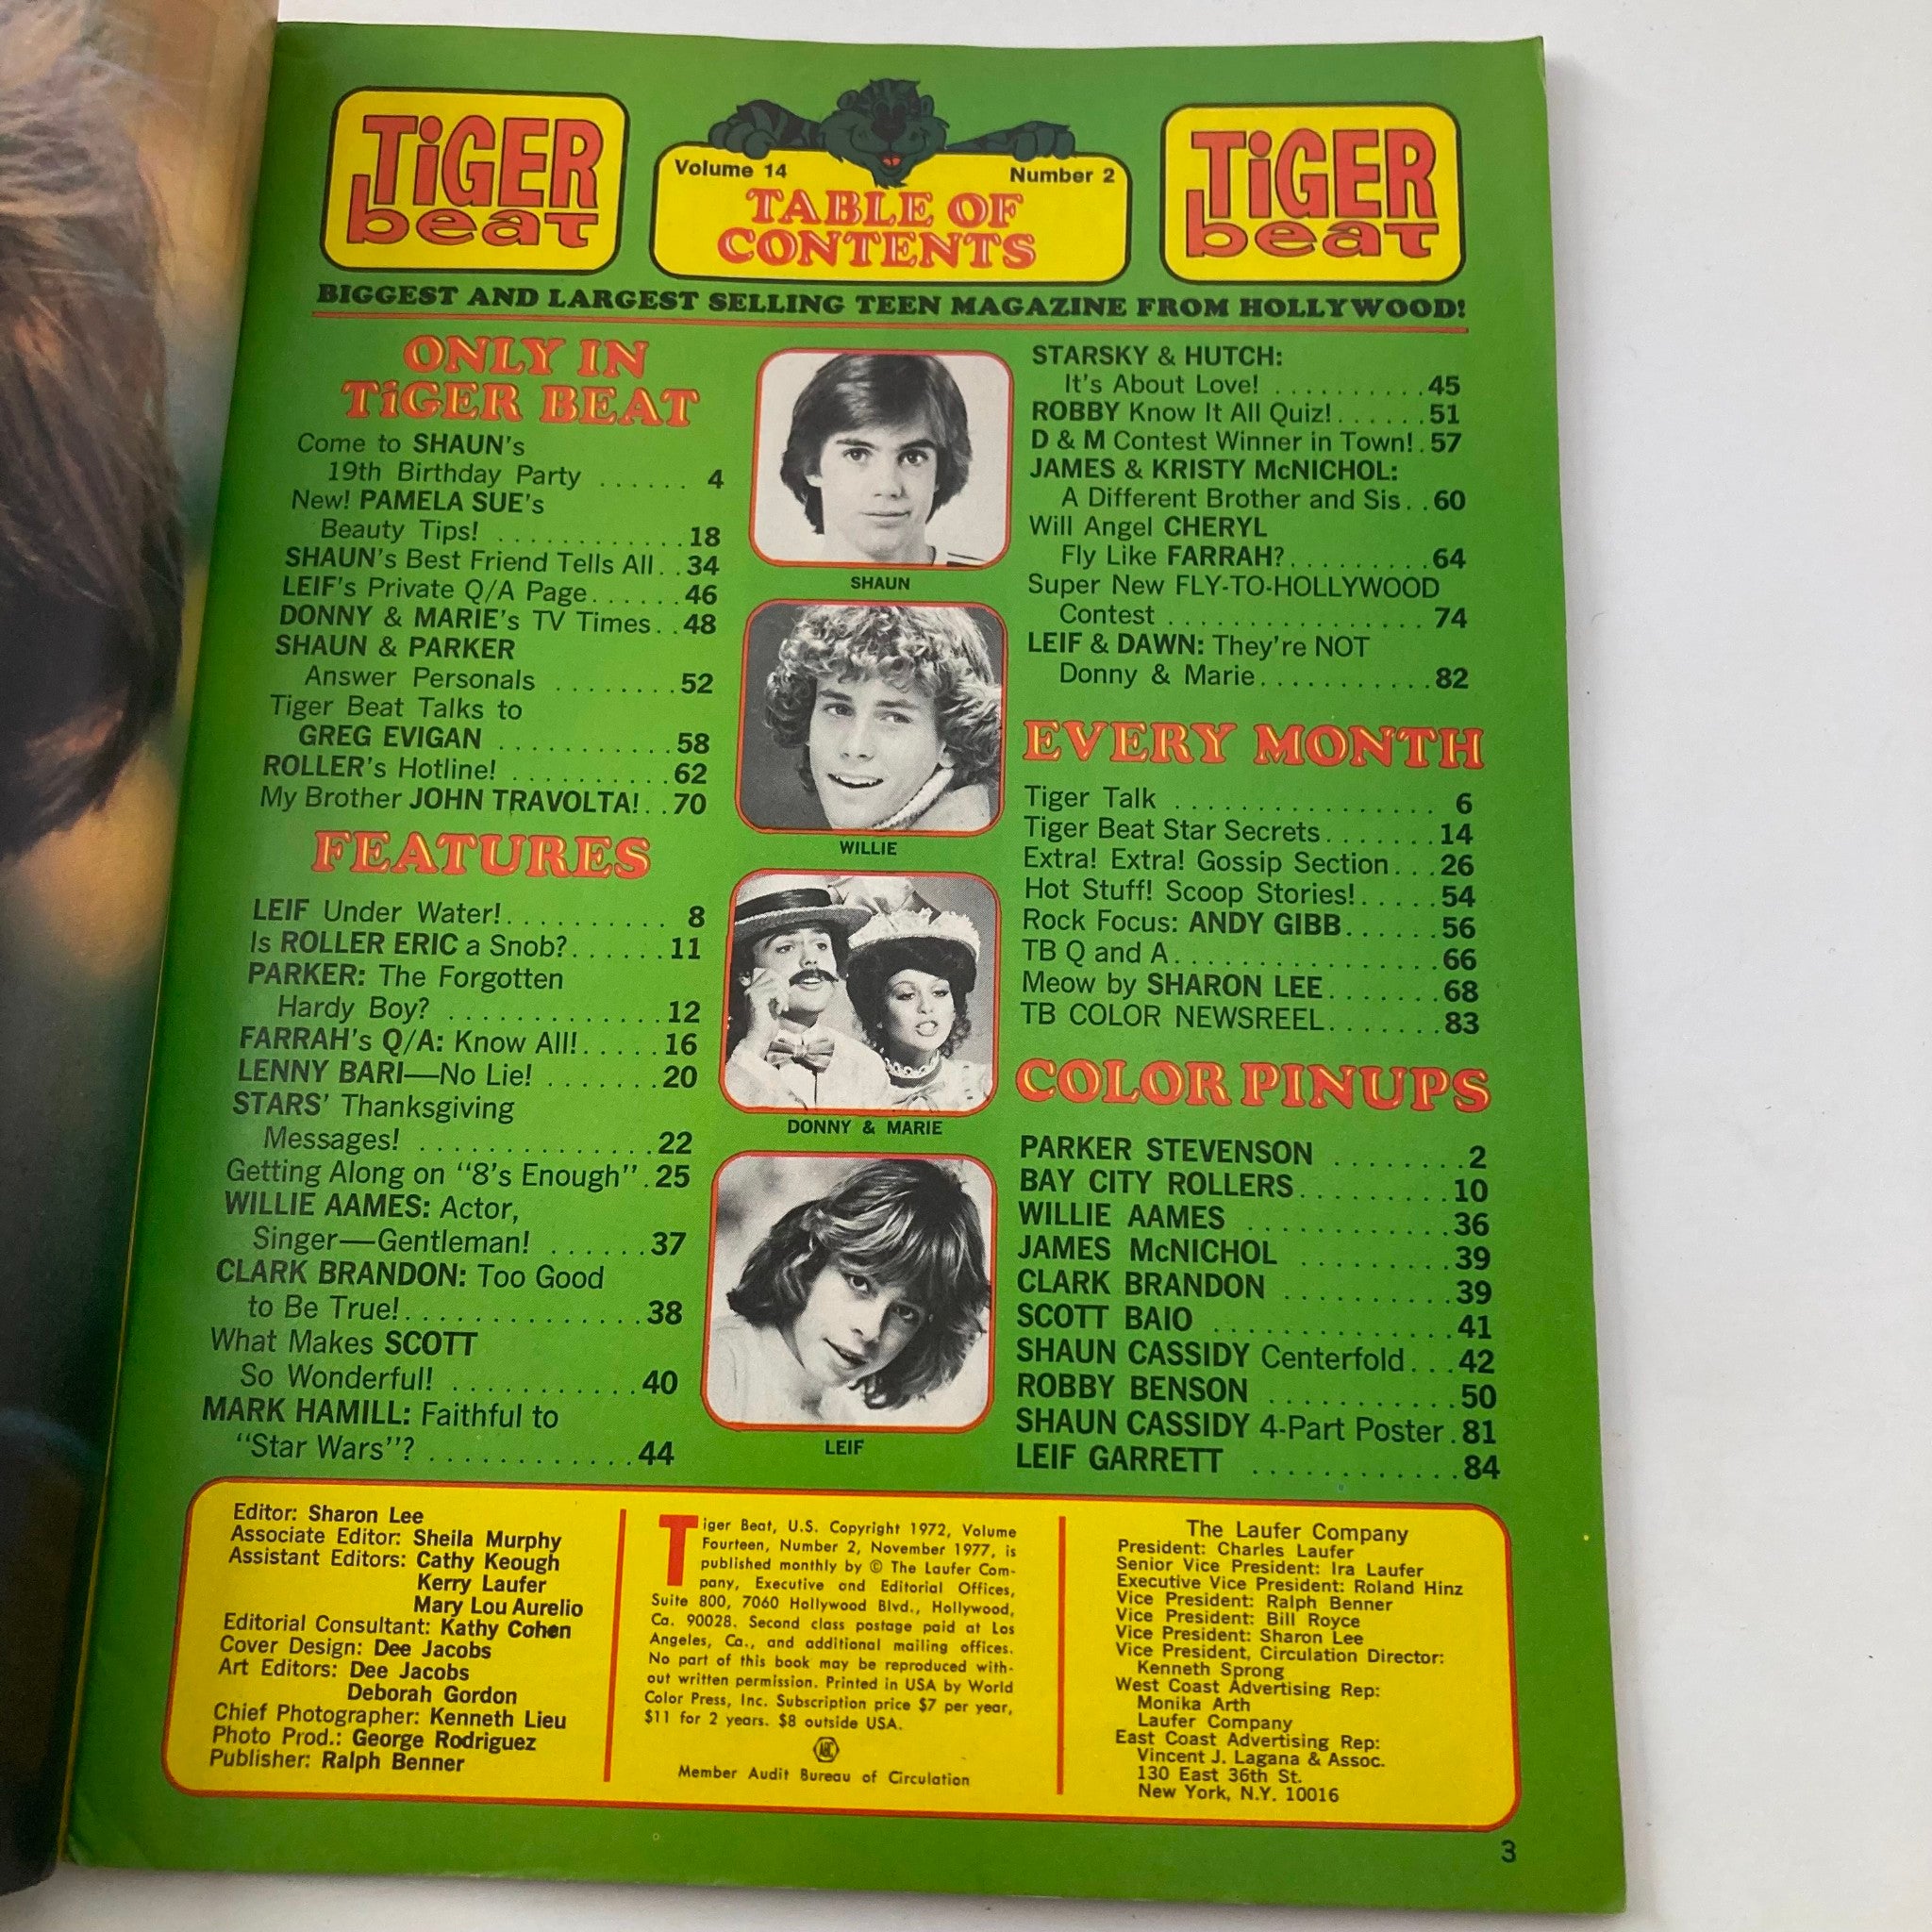 TiGER
beat
Volume 14
Number 2
TABLE OF
CONTENTS
TiGER
beat
BIGGEST AND LARGEST SELLING TEEN MAGAZINE FROM HOLLYWOOD!
ONLY IN
TiGER BEAT
Come to SHAUN's
19th Birthday Party ...... 4
New! PAMELA SUE's
Beauty Tips! ............ 18
SHAUN's Best Friend Tells All.. 34
LEIF's Private Q/A Page...... 46
DONNY & MARIE's TV Times.. 48
SHAUN & PARKER
Answer Personals ........ 52
Tiger Beat Talks to
GREG EVIGAN ........... 58
ROLLER's Hotline! .......... 62
My Brother JOHN TRAVOLTA!.. 70
FEATURES
LEIF Under Water!.......... 8
Is ROLLER ERIC a Snob?...... 11
PARKER: The Forgotten
Hardy Boy? ............. 12
FARRAH's Q/A: Know All!..... 16
LENNY BARI—No Lie! ....... 20
STARS' Thanksgiving
Messages! .............. 22
Getting Along on "8's Enough". 25
WILLIE AAMES: Actor,
Singer—Gentleman! ...... 37
CLARK BRANDON: Too Good
to Be True!............... 38
What Makes SCOTT
So Wonderful! ........... 40
MARK HAMILL: Faithful to
"Star Wars"? ............ 44
SHAUN
WILLIE
DONNY & MARIE
LEIF
STARSKY & HUTCH:
It's About Love! .......... 45
ROBBY Know It All Quiz!...... 51
D & M Contest Winner in Town!. 57
JAMES & KRISTY McNICHOL:
A Different Brother and Sis.. 60
Will Angel CHERYL
Fly Like FARRAH?......... 64
Super New FLY-TO-HOLLYWOOD
Contest ................ 74
LEIF & DAWN: They're NOT
Donny & Marie........... 82
EVERY MONTH
Tiger Talk ................ 6
Tiger Beat Star Secrets....... 14
Extra! Extra! Gossip Section... 26
Hot Stuff! Scoop Stories!..... 54
Rock Focus: ANDY GIBB...... 56
TB Q and A................ 66
Meow by SHARON LEE....... 68
TB COLOR NEWSREEL....... 83
COLOR PINUPS
PARKER STEVENSON ........ 2
BAY CITY ROLLERS......... 10
WILLIE AAMES ............ 36
JAMES McNICHOL ......... 39
CLARK BRANDON .......... 39
SCOTT BAIO .............. 41
SHAUN CASSIDY Centerfold... 42
ROBBY BENSON ........... 50
SHAUN CASSIDY 4-Part Poster. 81
LEIF GARRETT ............ 84
Editor: Sharon Lee
Associate Editor: Sheila Murphy
Assistant Editors: Cathy Keough
Kerry Laufer
Mary Lou Aurelio
Editorial Consultant: Kathy Cohen
Cover Design: Dee Jacobs
Art Editors: Dee Jacobs
Deborah Gordon
Chief Photographer: Kenneth Lieu
Photo Prod.: George Rodriguez
Publisher: Ralph Benner
Tiger Beat, U.S. Copyright 1972, Volume
Fourteen, Number 2, November 1977, is
published monthly by © The Laufer Com-
pany, Executive and Editorial Offices,
Suite 800, 7060 Hollywood Blvd., Hollywood,
Ca. 90028. Second class postage paid at Los
Angeles, Ca., and additional mailing offices.
No part of this book may be reproduced with-
out written permission. Printed in USA by World
Color Press, Inc. Subscription price $7 per year,
$11 for 2 years. $8 outside USA.
ABC
Member Audit Bureau of Circulation
The Laufer Company
President: Charles Laufer
Senior Vice President: Ira Laufer
Executive Vice President: Roland Hinz
Vice President: Ralph Benner
Vice President: Bill Royce
Vice President: Sharon Lee
Vice President, Circulation Director:
Kenneth Sprong
West Coast Advertising Rep:
Monika Arth
Laufer Company
East Coast Advertising Rep:
Vincent J. Lagana & Assoc.
130 East 36th St.
New York, N.Y. 10016
3